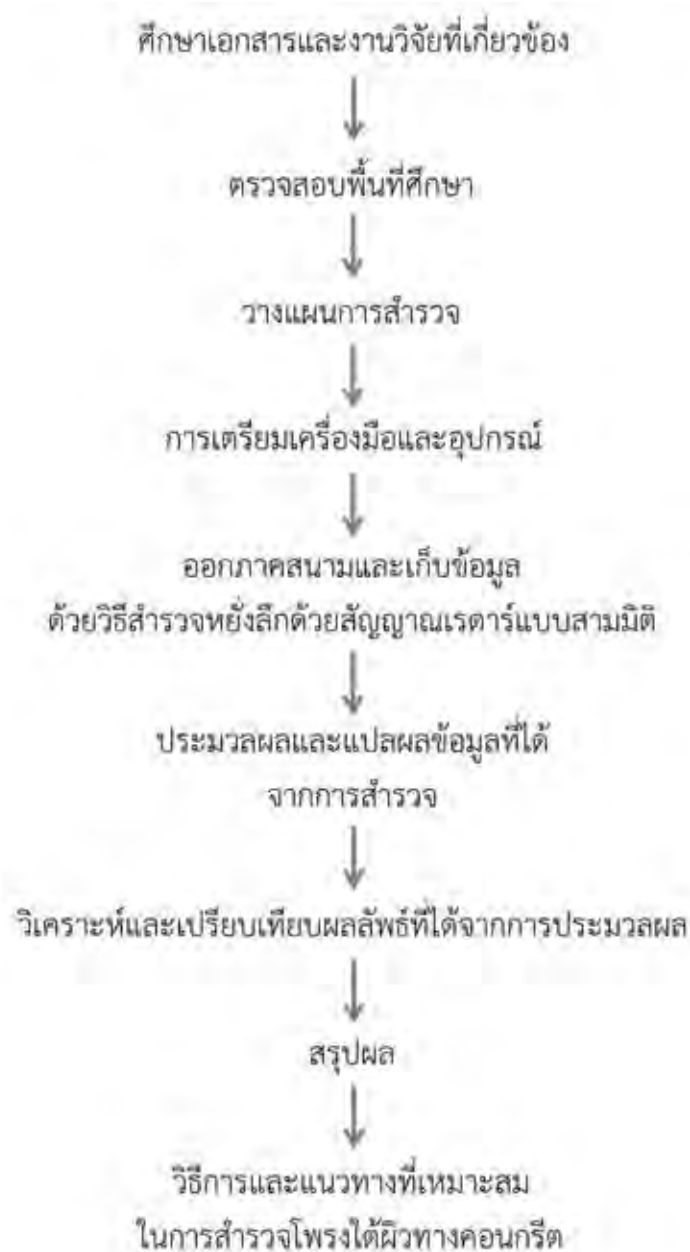 ศึกษาเอกสารและงานวิจัยที่เกี่ยวข้อง
ตรวจสอบพื้นที่ศึกษา
วางแผนการสำรวจ
การเตรียมเครื่องมือและอุปกรณ์
ออกภาคสนามและเก็บข้อมูล
ด้วยวิธีสำรวจหยั่งลึกด้วยสัญญาณเรดาร์แบบสามมิติ
ประมวลผลและแปลผลข้อมูลที่ได้
จากการสำรวจ
วิเคราะห์และเปรียบเทียบผลลัพธ์ที่ได้จากการประมวลผล
สรุปผล
วิธีการและแนวทางที่เหมาะสม
ในการสำรวจโพรงใต้ผิวทางคอนกรีต